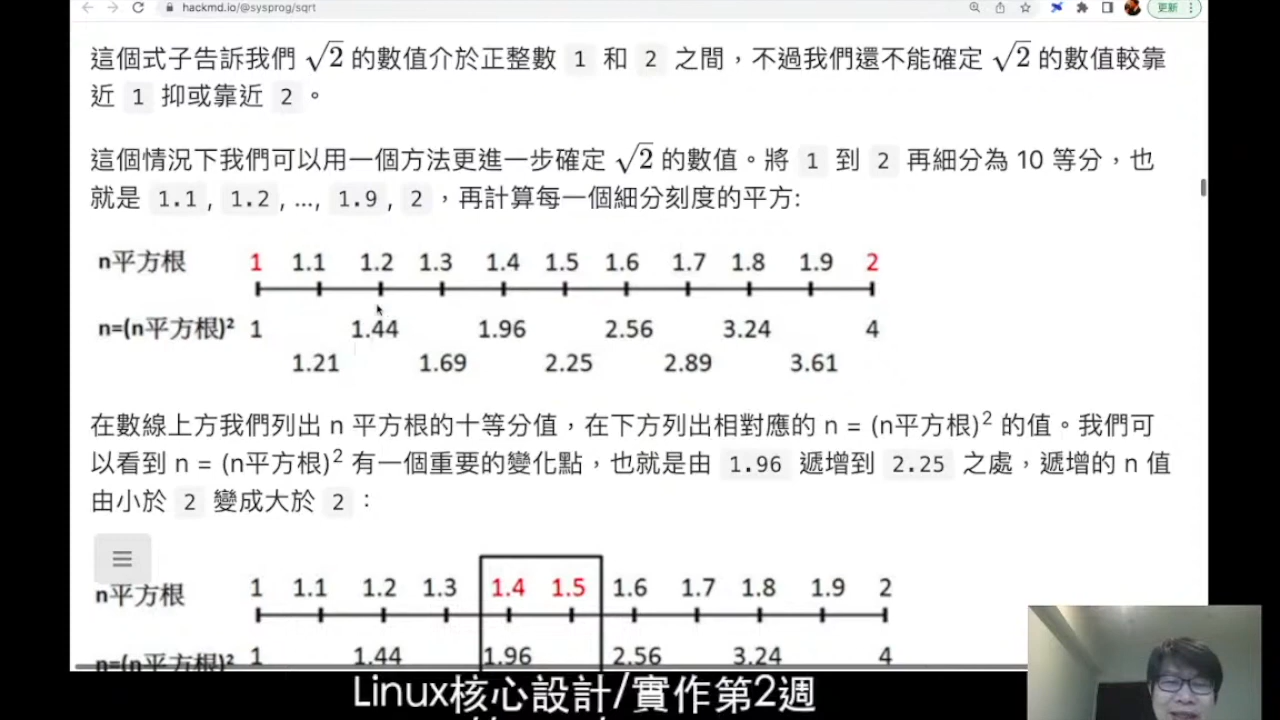 hackmd.io/@sysprog/sqrt
更新
這個式子告訴我們 √2 的數值介於正整數 1 和 2 之間，不過我們還不能確定 √2 的數值較靠
近 1 抑或靠近 2 。
這個情況下我們可以用一個方法更進一步確定 √2 的數值。將 1 到 2 再細分為 10 等分，也
就是 1.1 , 1.2 , ..., 1.9 , 2 ，再計算每一個細分刻度的平方:
n平方根 1 1.1 1.2 1.3 1.4 1.5 1.6 1.7 1.8 1.9 2
n=(n平方根)² 1 1.44 1.96 2.56 3.24 4
1.21 1.69 2.25 2.89 3.61
在數線上方我們列出 n 平方根的十等分值，在下方列出相對應的 n = (n平方根)² 的值。我們可
以看到 n = (n平方根)² 有一個重要的變化點，也就是由 1.96 遞增到 2.25 之處，遞增的 n 值
由小於 2 變成大於 2 ：
n平方根 1 1.1 1.2 1.3 1.4 1.5 1.6 1.7 1.8 1.9 2
n=(n平方根)² 1 1.44 1.96 2.56 3.24 4
Linux核心設計/實作第2週